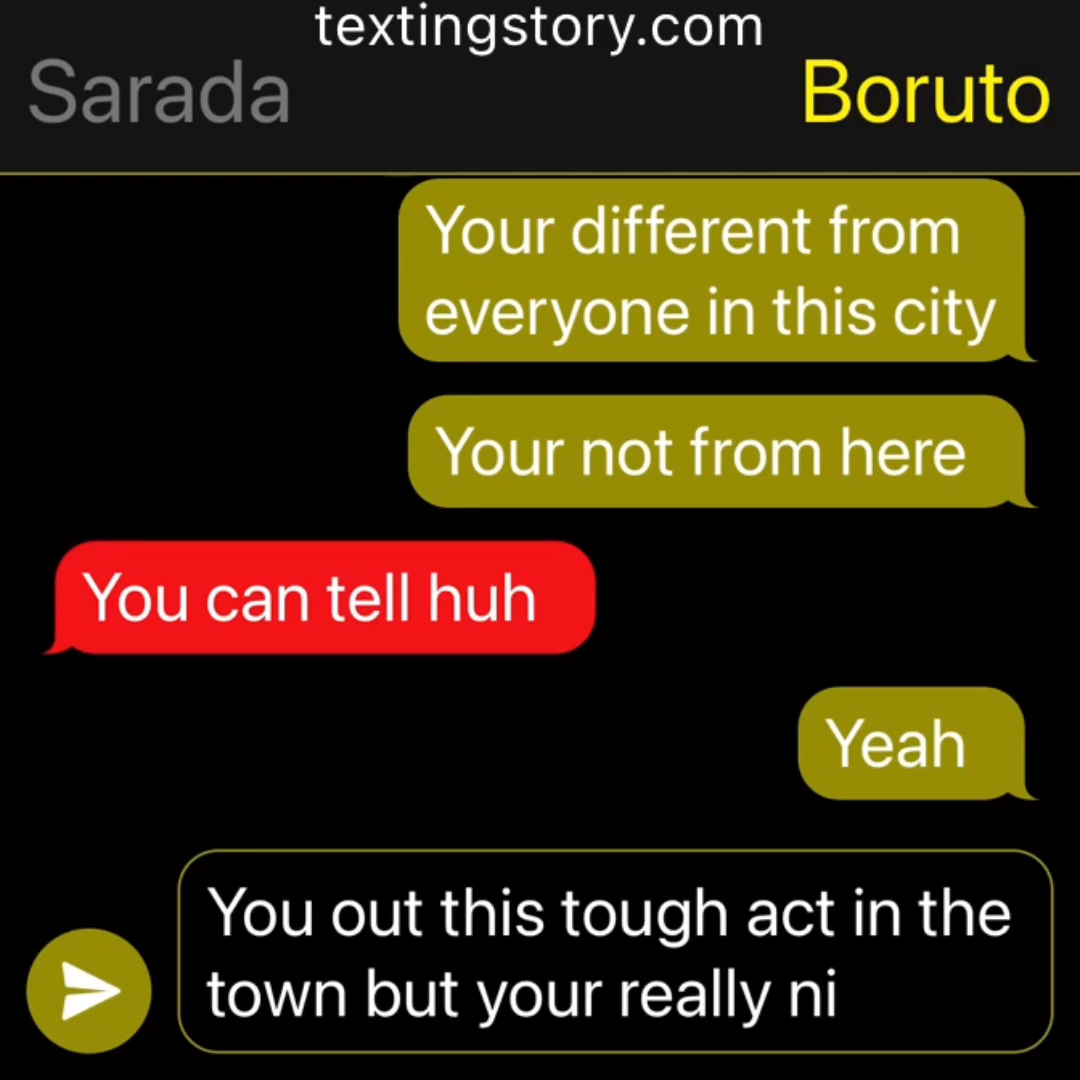 textingstory.com
Sarada
Boruto
Your different from
everyone in this city
Your not from here
You can tell huh
Yeah
You out this tough act in the
town but your really ni